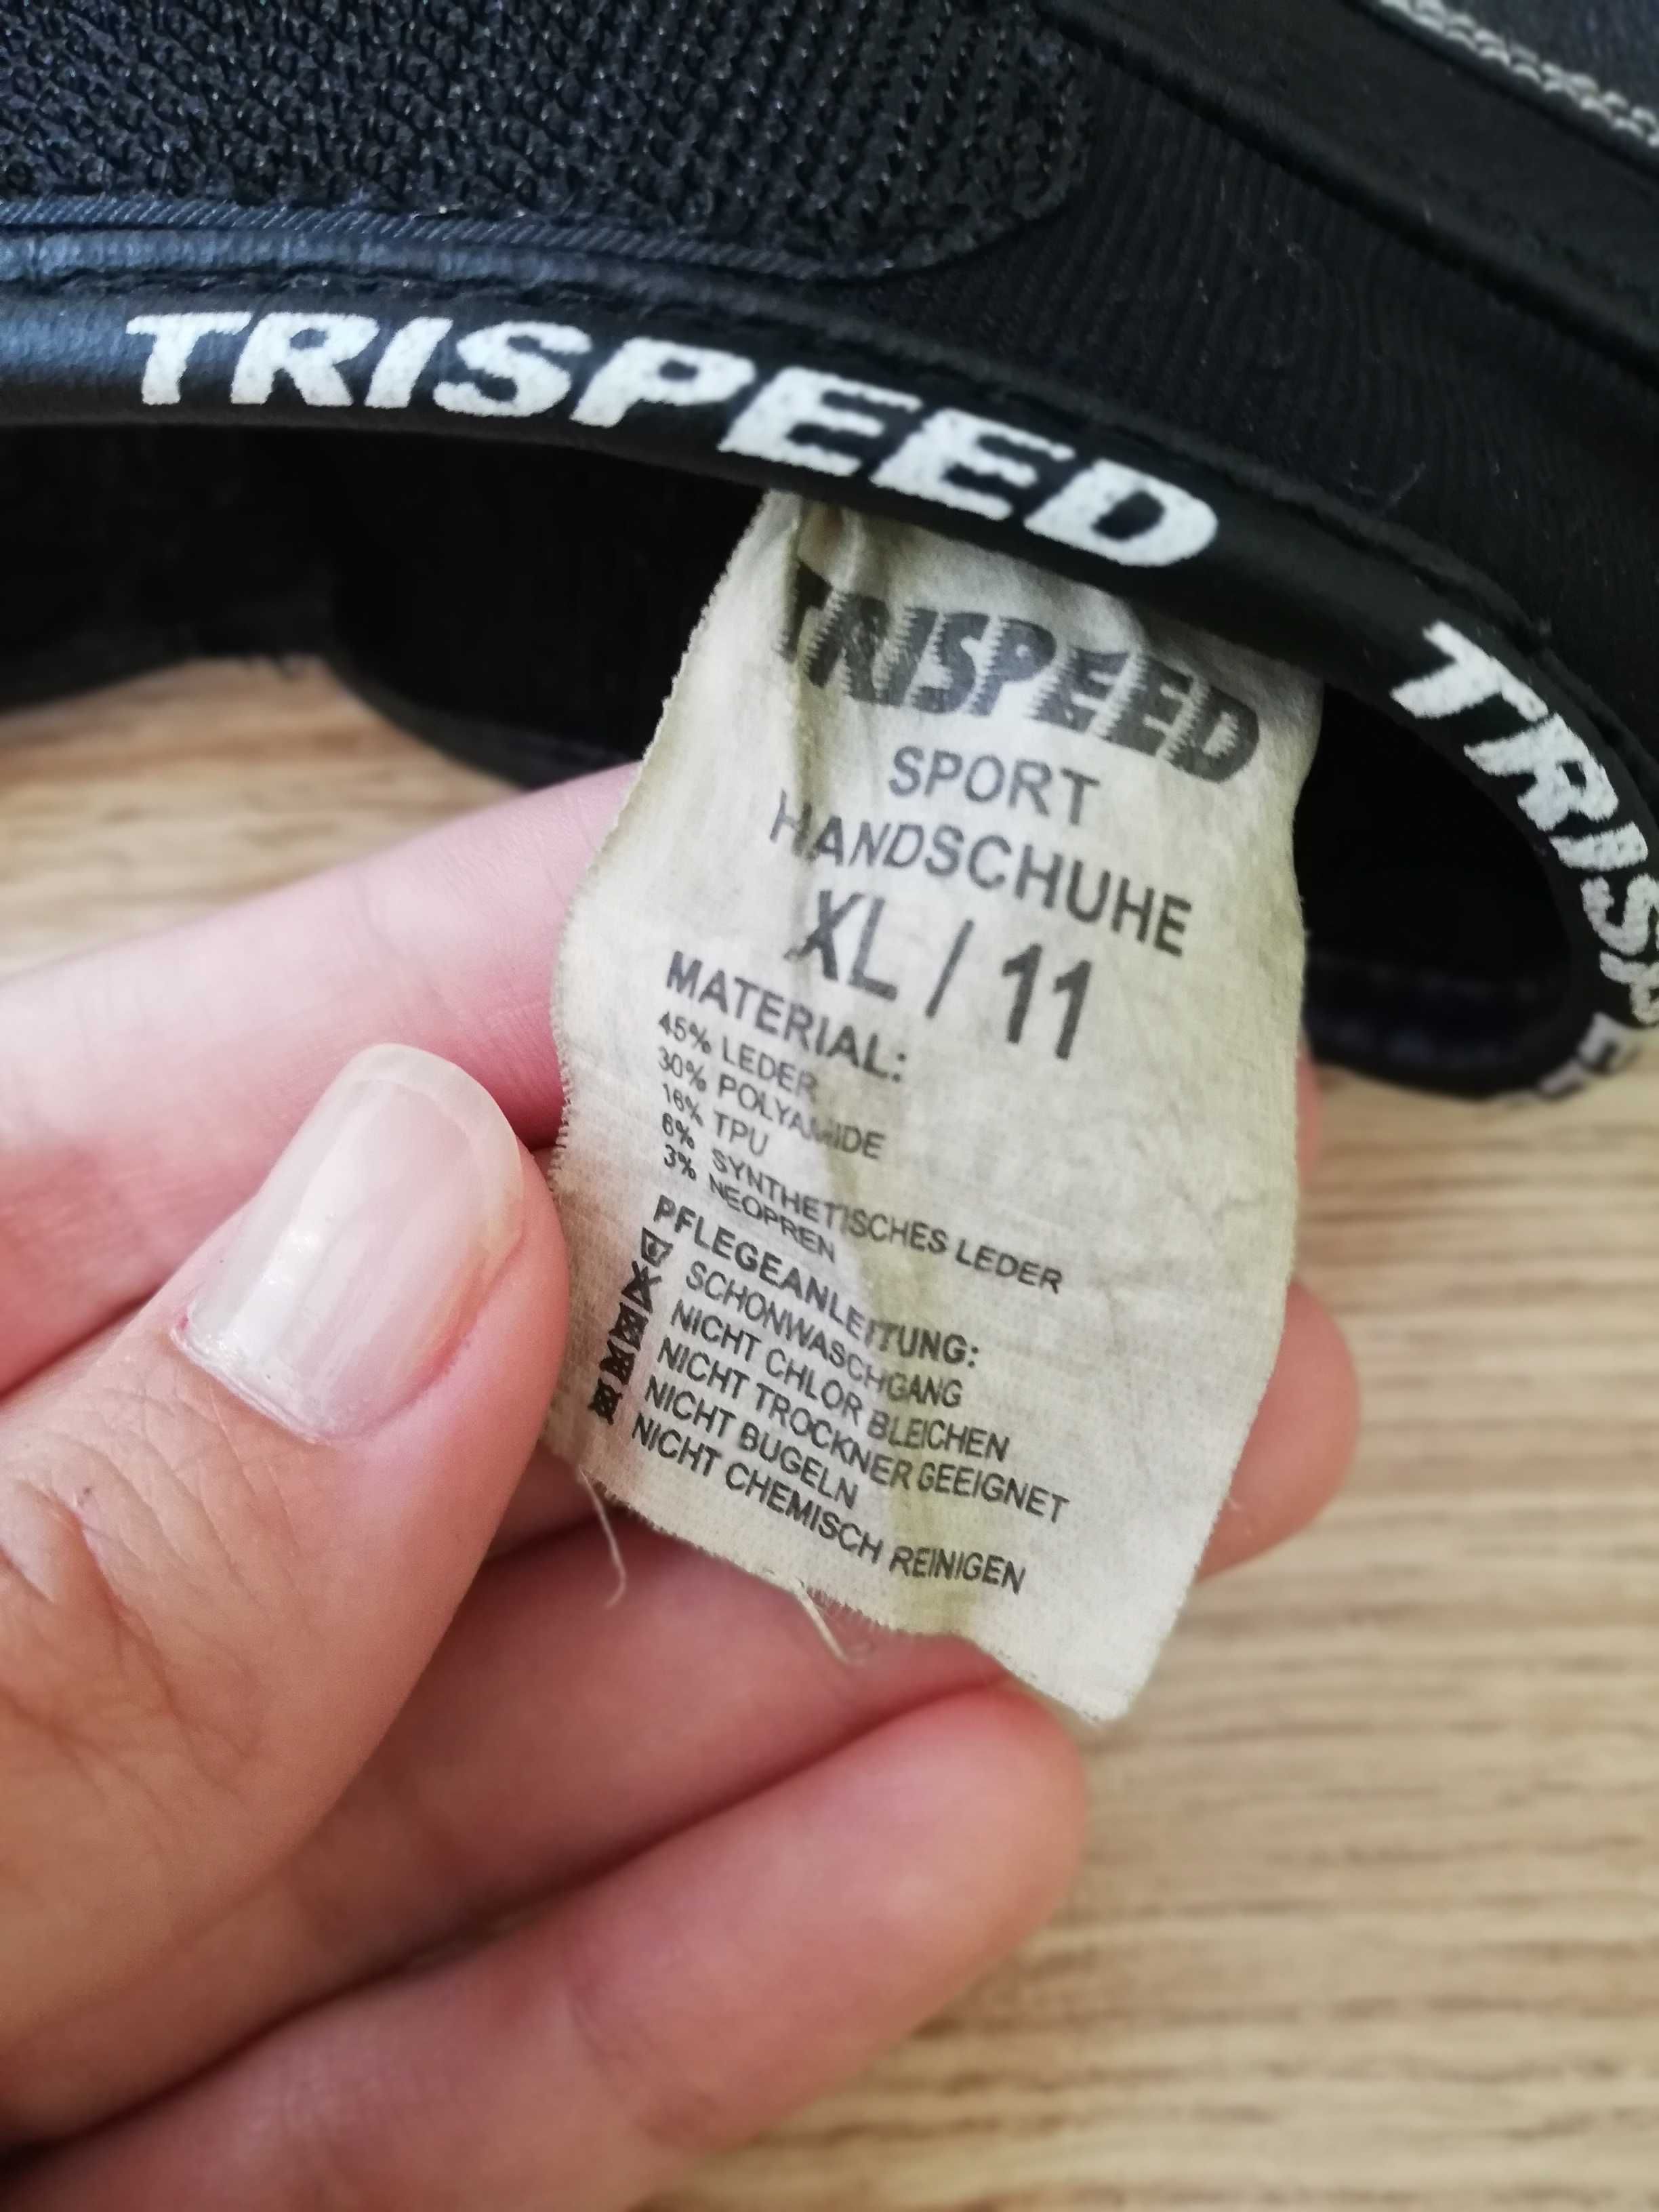 TRISPEED
TRISPEED
TRISPEED
SPORT
HANDSCHUHE
XL / 11
MATERIAL:
45% LEDER
30% POLYAMIDE
16% TPU
6% SYNTHETISCHES LEDER
3% NEOPREN
PFLEGEANLEITUNG:
SCHONWASCHGANG
NICHT CHLOR BLEICHEN
NICHT TROCKNER GEEIGNET
NICHT BUGELN
NICHT CHEMISCH REINIGEN